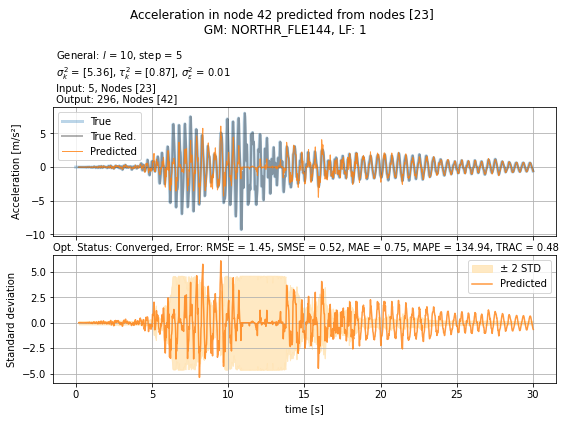 Acceleration in node 42 predicted from nodes [23]
GM: NORTHR_FLE144, LF: 1
General: l = 10, step = 5
σ²ₖ = [5.36], τ²ₖ = [0.87], σ²ε = 0.01
Input: 5, Nodes [23]
Output: 296, Nodes [42]
True
True Red.
Predicted
Acceleration [m/s²]
5
0
−5
−10
Opt. Status: Converged, Error: RMSE = 1.45, SMSE = 0.52, MAE = 0.75, MAPE = 134.94, TRAC = 0.48
± 2 STD
Predicted
Standard deviation
5.0
2.5
0.0
−2.5
−5.0
0 5 10 15 20 25 30
time [s]